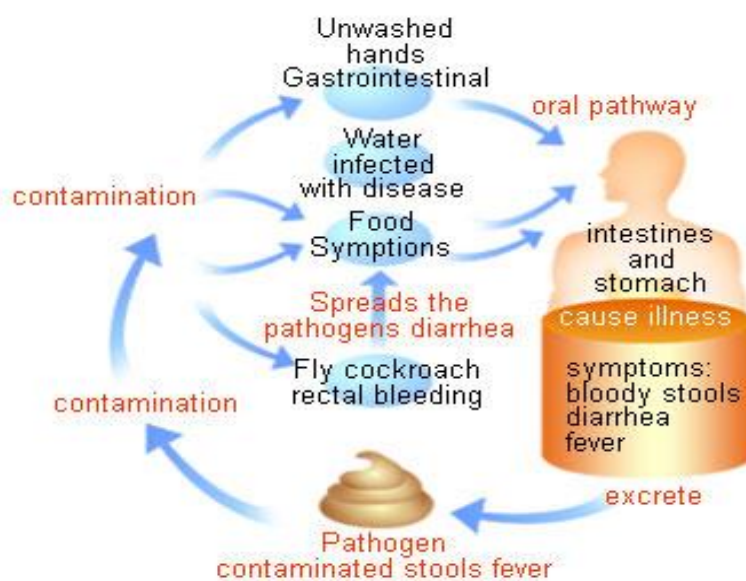 Unwashed
hands
Gastrointestinal
oral pathway
Water
infected
with disease
contamination
Food
Symptoms
intestines
and
stomach
Spreads the
pathogens diarrhea
cause illness
Fly cockroach
rectal bleeding
symptoms:
bloody stools
diarrhea
fever
contamination
excrete
Pathogen
contaminated stools fever